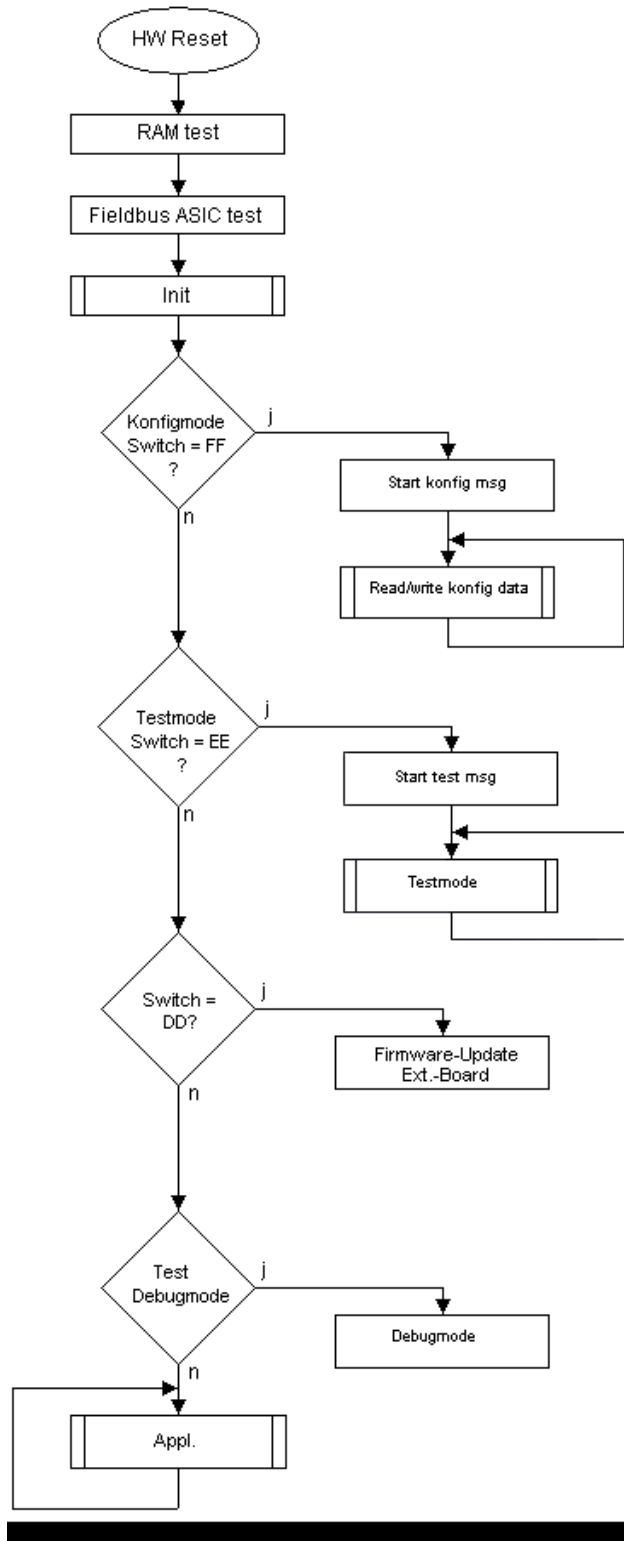 HW Reset
RAM test
Fieldbus ASIC test
Init
Konfigmode
Switch = FF
?
j
n
Start konfig msg
Read/write konfig data
Testmode
Switch = EE
?
j
n
Start test msg
Testmode
Switch =
DD?
j
n
Firmware-Update
Ext.-Board
Test
Debugmode
j
n
Debugmode
Appl.